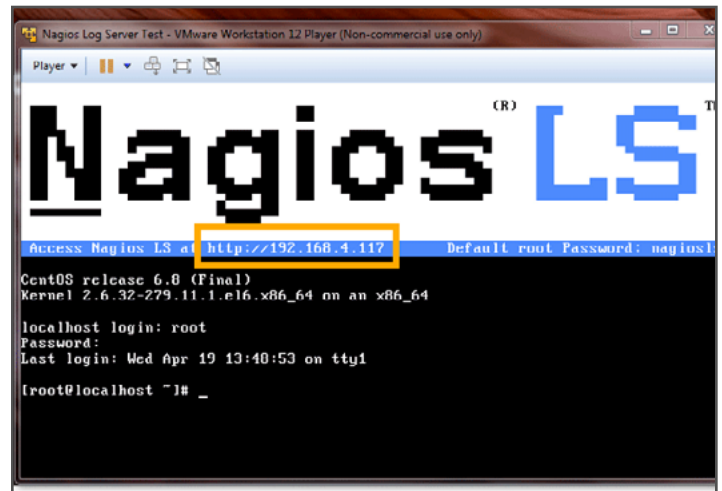 Nagios Log Server Test - VMware Workstation 12 Player (Non-commercial use only)
Player
Nagios (R) LS
Access Nagios LS at http://192.168.4.117 Default root Password:
CentOS release 6.8 (Final)
Kernel 2.6.32-279.11.1.el6.x86_64 on an x86_64
localhost login: root
Password:
Last login: Wed Apr 19 13:48:53 on tty1
[root@localhost ~]# _